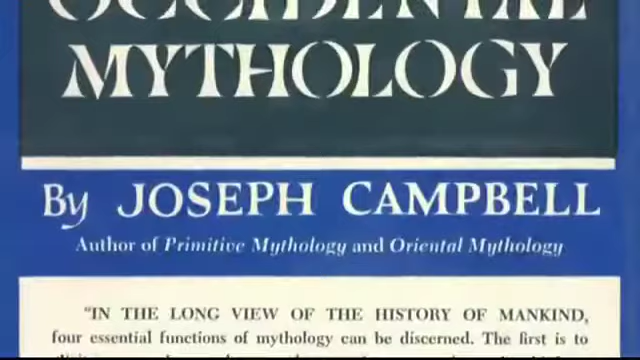 OCCIDENTAL
MYTHOLOGY
By JOSEPH CAMPBELL
Author of Primitive Mythology and Oriental Mythology
"IN THE LONG VIEW OF THE HISTORY OF MANKIND,
four essential functions of mythology can be discerned. The first is to